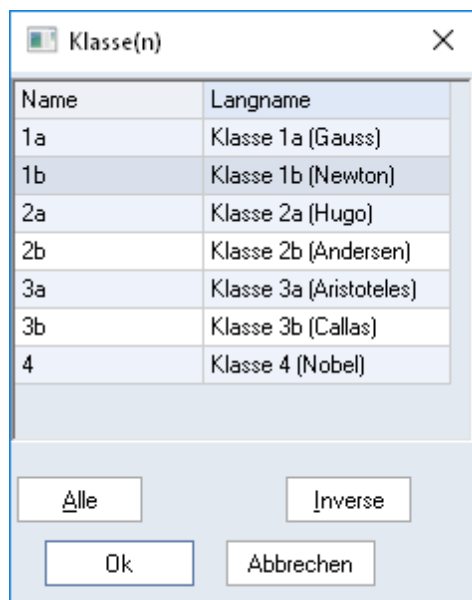 Klasse(n)
Name Langname
1a Klasse 1a (Gauss)
1b Klasse 1b (Newton)
2a Klasse 2a (Hugo)
2b Klasse 2b (Andersen)
3a Klasse 3a (Aristoteles)
3b Klasse 3b (Callas)
4 Klasse 4 (Nobel)
Alle Inverse
Ok Abbrechen